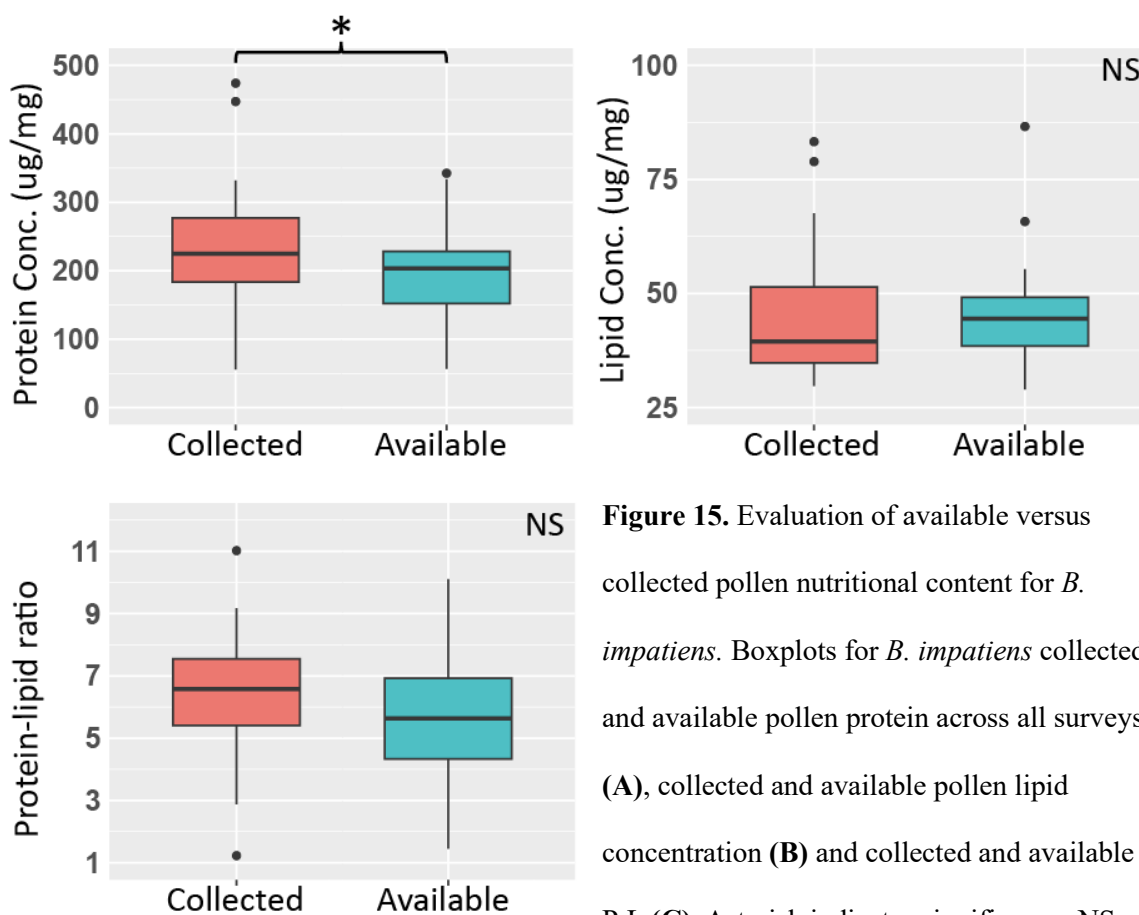 *
500
400
300
200
100
0
Protein Conc. (ug/mg)
Collected Available
NS
100
75
50
25
Lipid Conc. (ug/mg)
Collected Available
NS
11
9
7
5
3
1
Protein-lipid ratio
Collected Available
Figure 15. Evaluation of available versus
collected pollen nutritional content for B.
impatiens. Boxplots for B. impatiens collected
and available pollen protein across all surveys
(A), collected and available pollen lipid
concentration (B) and collected and available